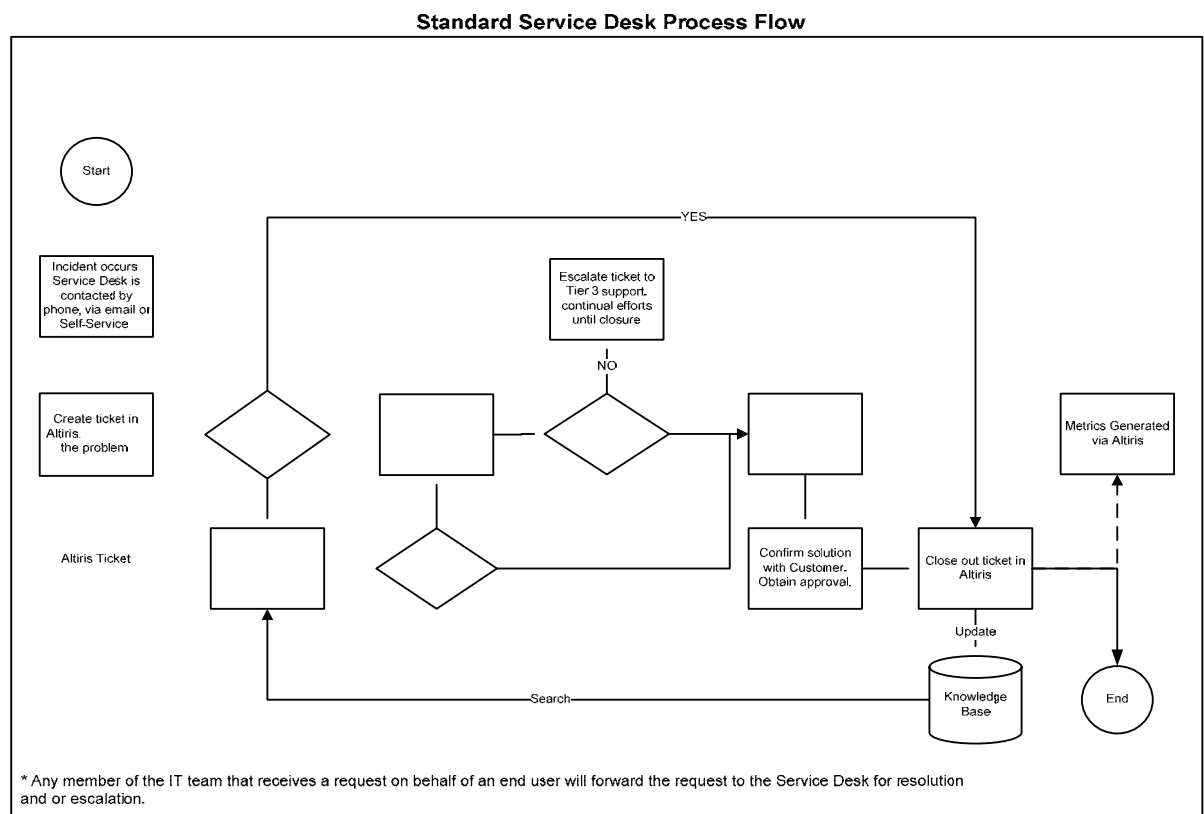 Standard Service Desk Process Flow
Start
YES
Incident occurs
Service Desk is
contacted by
phone, via email or
Self-Service
Escalate ticket to
Tier 3 support.
continual efforts
until closure
NO
Create ticket in
Altiris.
the problem
Metrics Generated
via Altiris
Altiris Ticket
Confirm solution
with Customer.
Obtain approval.
Close out ticket in
Altiris
Update
Search
Knowledge
Base
End
* Any member of the IT team that receives a request on behalf of an end user will forward the request to the Service Desk for resolution
and or escalation.